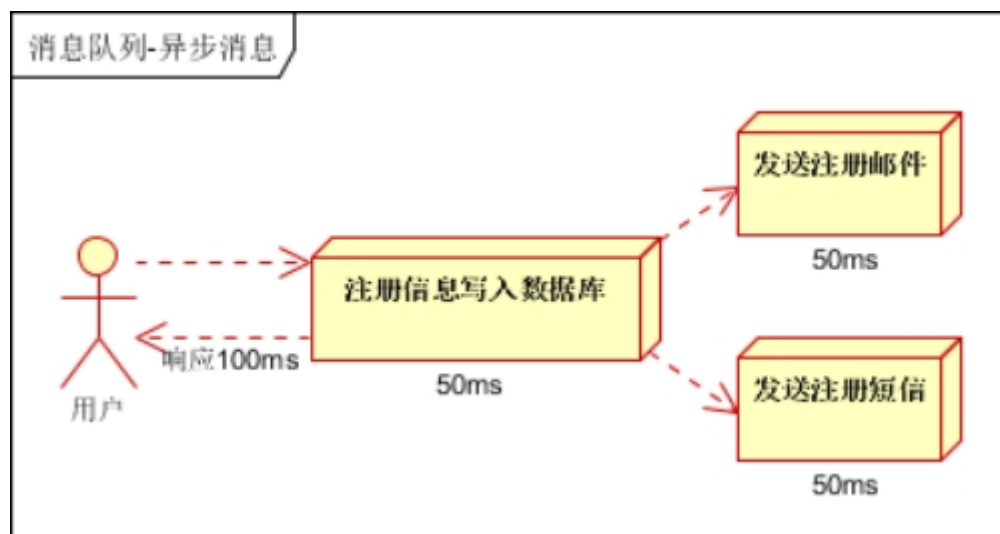 消息队列-异步消息
发送注册邮件
50ms
注册信息写入数据库
50ms
响应100ms
用户
发送注册短信
50ms